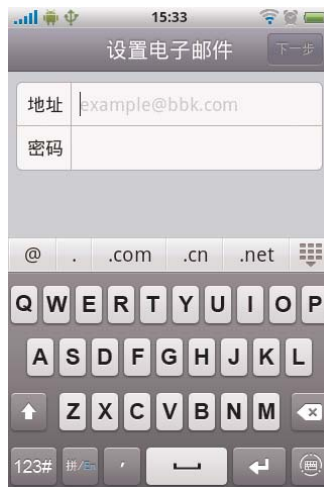 15:33
设置电子邮件 下一步
地址 example@bbk.com
密码
@ . .com .cn .net
Q W E R T Y U I O P
A S D F G H J K L
Z X C V B N M
123# 拼/En ,